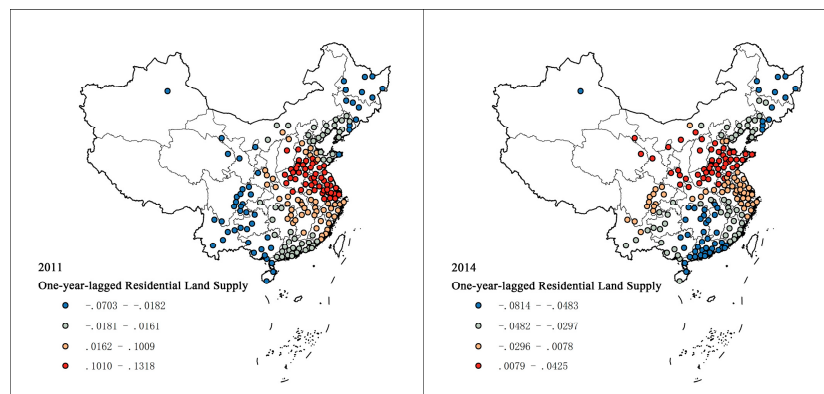 2011
One-year-lagged Residential Land Supply
-.0703 - -.0182
-.0181 - .0161
.0162 - .1009
.1010 - .1318
2014
One-year-lagged Residential Land Supply
-.0814 - -.0483
-.0482 - -.0297
-.0296 - .0078
.0079 - .0425